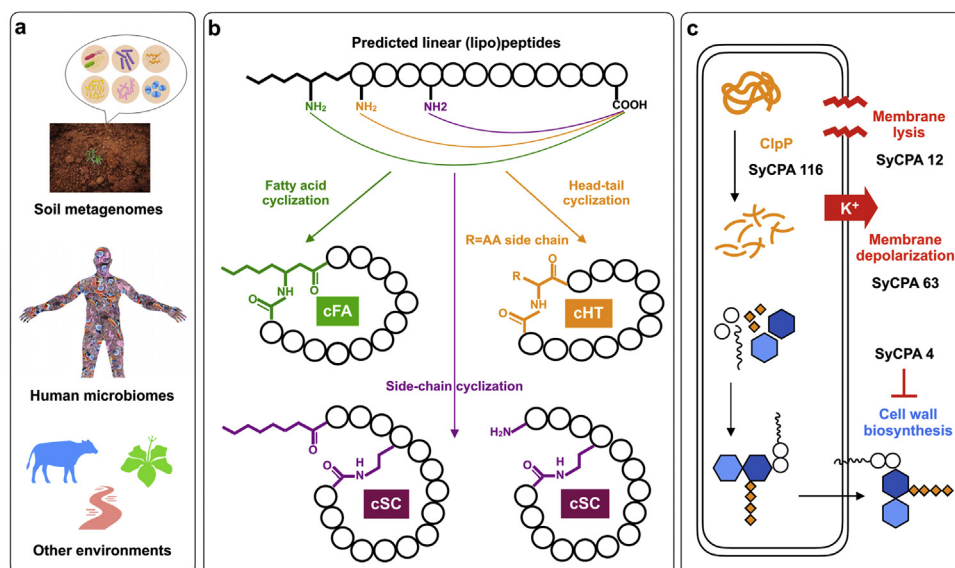 a
Soil metagenomes
Human microbiomes
Other environments
b
Predicted linear (lipo)peptides
NH₂
NH₂
NH2
COOH
Fatty acid
cyclization
Head-tail
cyclization
R=AA side chain
O
NH
O
cFA
O
R
NH
O
cHT
Side-chain cyclization
O
O
H
N
cSC
H₂N
O
H
N
cSC
c
ClpP
SyCPA 116
Membrane
lysis
SyCPA 12
K⁺
Membrane
depolarization
SyCPA 63
SyCPA 4
Cell wall
biosynthesis